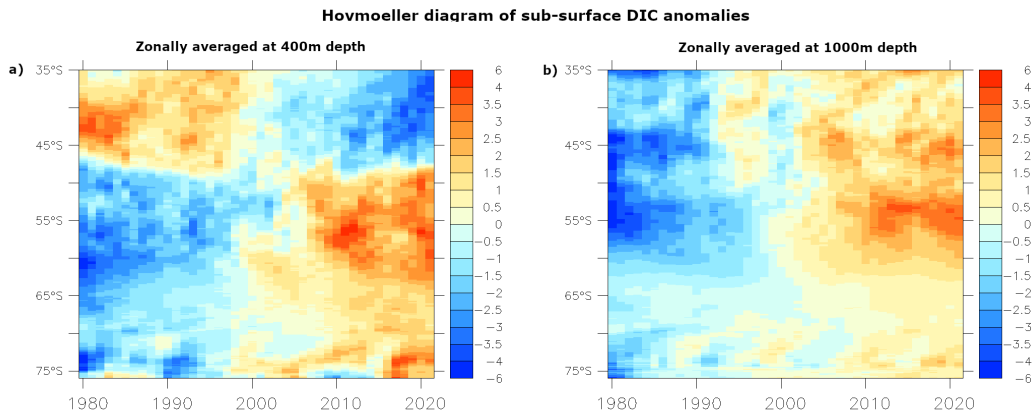 Hovmoeller diagram of sub-surface DIC anomalies
Zonally averaged at 400m depth
Zonally averaged at 1000m depth
a)
35°S
45°S
55°S
65°S
75°S
1980
1990
2000
2010
2020
6
4
3.5
2.5
2
1.5
1
0.5
0
−0.5
−1
−1.5
−2
−2.5
−3.5
−4
−6
b)
35°S
45°S
55°S
65°S
75°S
1980
1990
2000
2010
2020
6
4
3.5
2.5
2
1.5
1
0.5
0
−0.5
−1
−1.5
−2
−2.5
−3.5
−4
−6